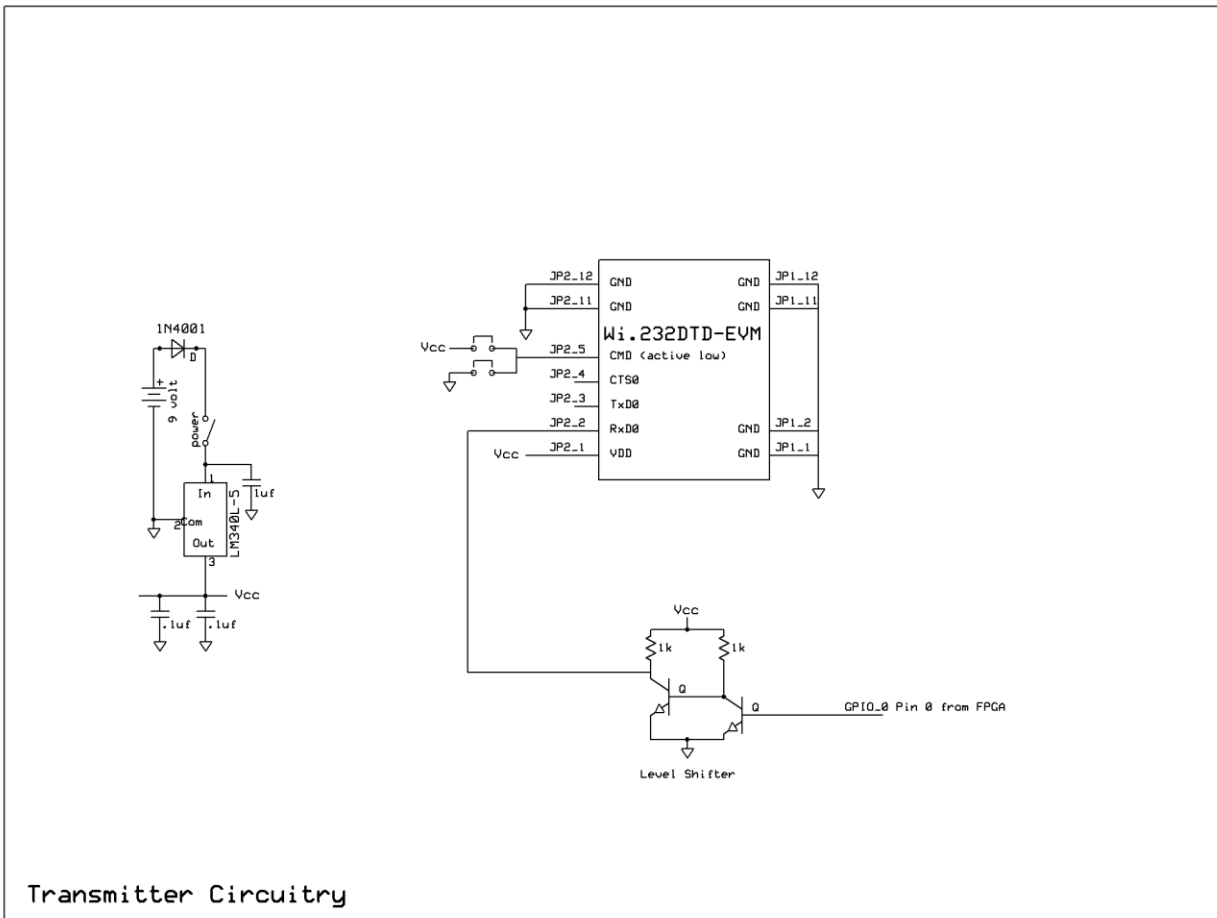 JP2_12 GND GND JP1_12
JP2_11 GND GND JP1_11
Wi.232DTD-EVM
Vcc JP2_5 CMD (active low)
JP2_4 CTS0
JP2_3 TxD0
JP2_2 RxD0 GND JP1_2
Vcc JP2_1 VDD GND JP1_1
1N4001
D
+
9 volt
power
1
In
1uf
2 Com
LM340L-5
Out
3
Vcc
.1uf .1uf
Vcc
1k 1k
Q
Q GPIO_0 Pin 0 from FPGA
Level Shifter
Transmitter Circuitry